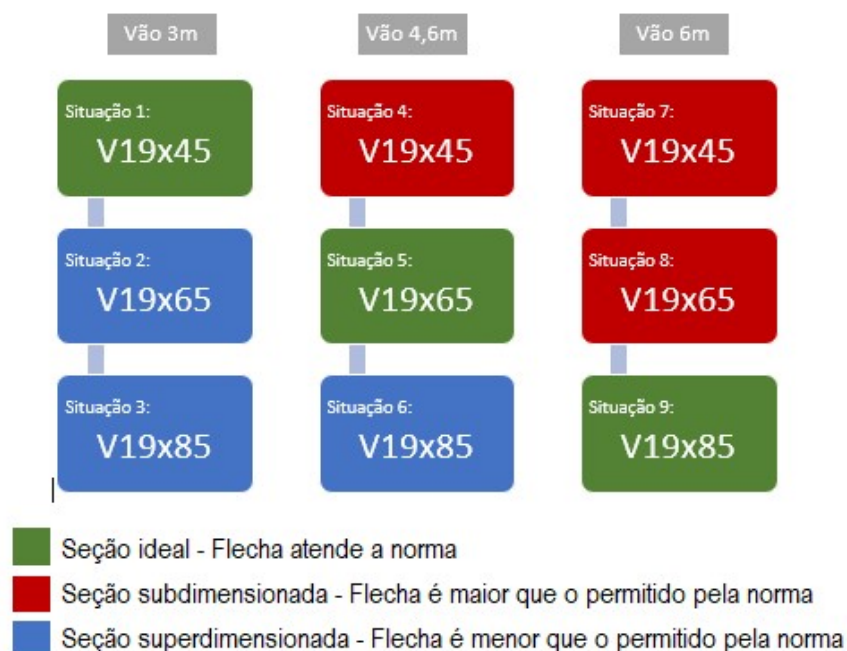 Vão 3m
Vão 4,6m
Vão 6m
Situação 1:
V19x45
Situação 4:
V19x45
Situação 7:
V19x45
Situação 2:
V19x65
Situação 5:
V19x65
Situação 8:
V19x65
Situação 3:
V19x85
Situação 6:
V19x85
Situação 9:
V19x85
Seção ideal - Flecha atende a norma
Seção subdimensionada - Flecha é maior que o permitido pela norma
Seção superdimensionada - Flecha é menor que o permitido pela norma